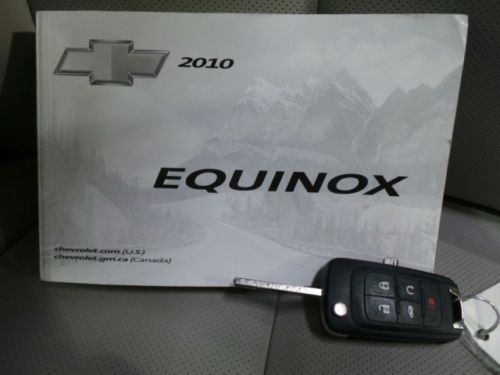 2010
EQUINOX
chevrolet.com (U.S.)
chevrolet.gm.ca (Canada)